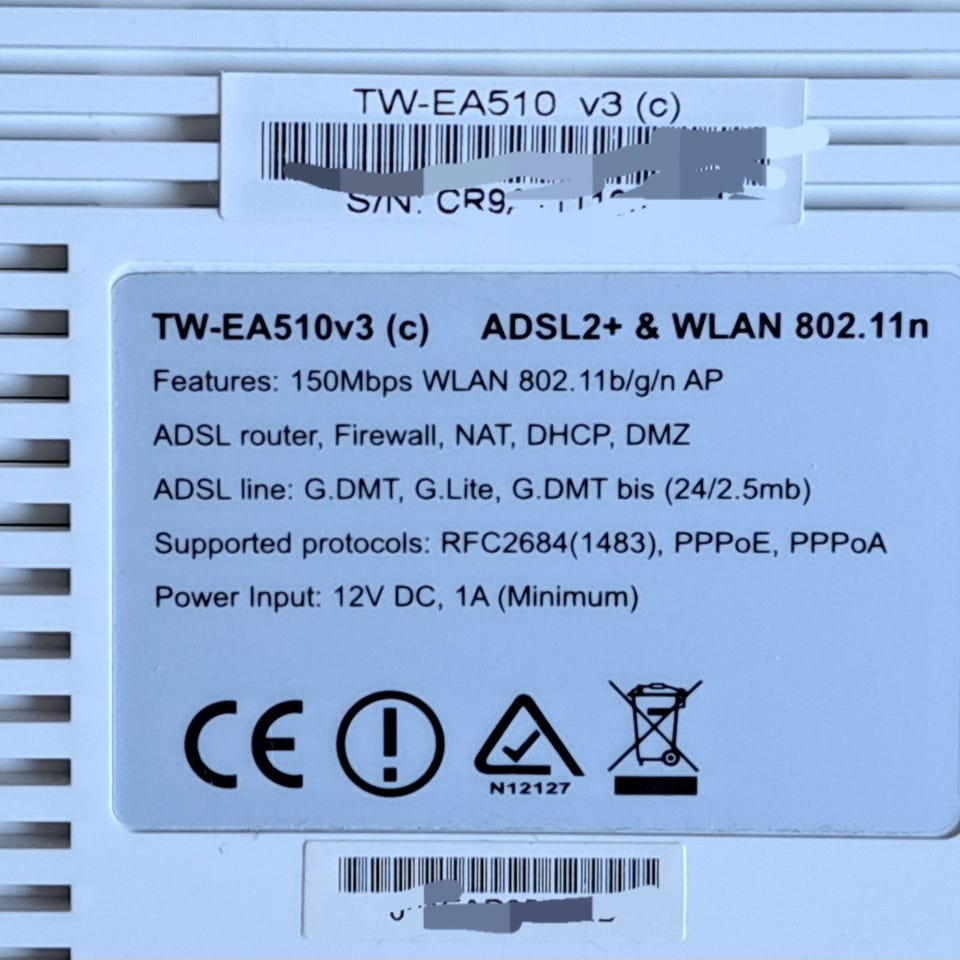 TW-EA510 v3 (c)
S/N: CR9
TW-EA510v3 (c) ADSL2+ & WLAN 802.11n
Features: 150Mbps WLAN 802.11b/g/n AP
ADSL router, Firewall, NAT, DHCP, DMZ
ADSL line: G.DMT, G.Lite, G.DMT bis (24/2.5mb)
Supported protocols: RFC2684(1483), PPPoE, PPPoA
Power Input: 12V DC, 1A (Minimum)
CE
N12127